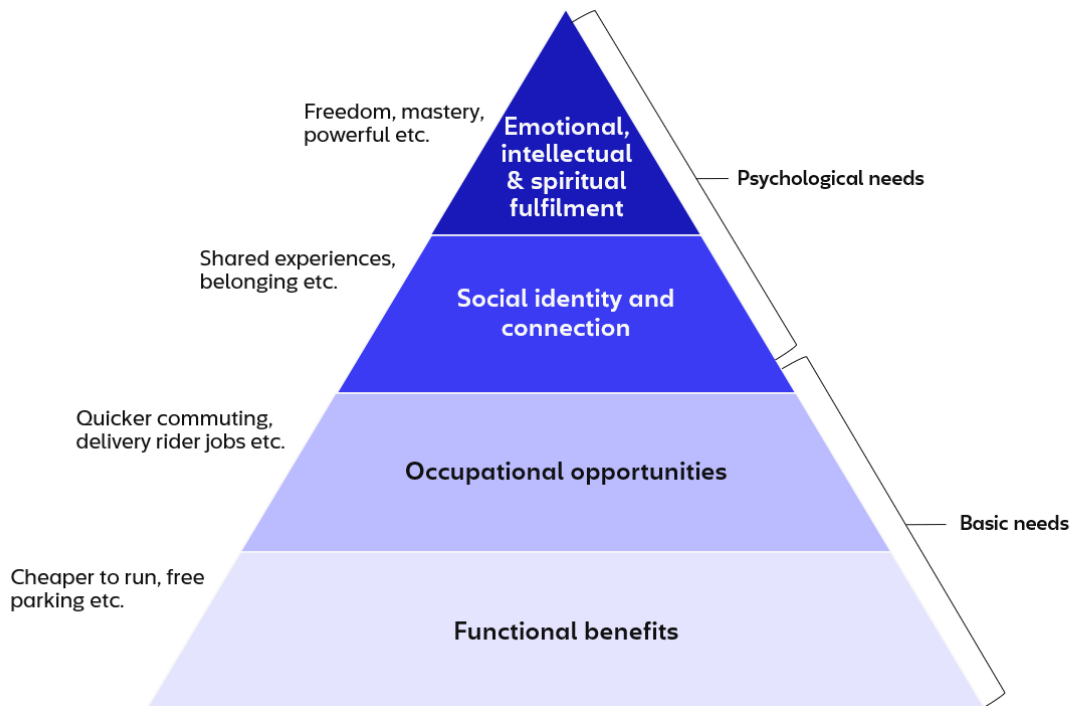 Freedom, mastery,
powerful etc.
Emotional,
intellectual
& spiritual
fulfilment
Psychological needs
Shared experiences,
belonging etc.
Social identity and
connection
Quicker commuting,
delivery rider jobs etc.
Occupational opportunities
Basic needs
Cheaper to run, free
parking etc.
Functional benefits